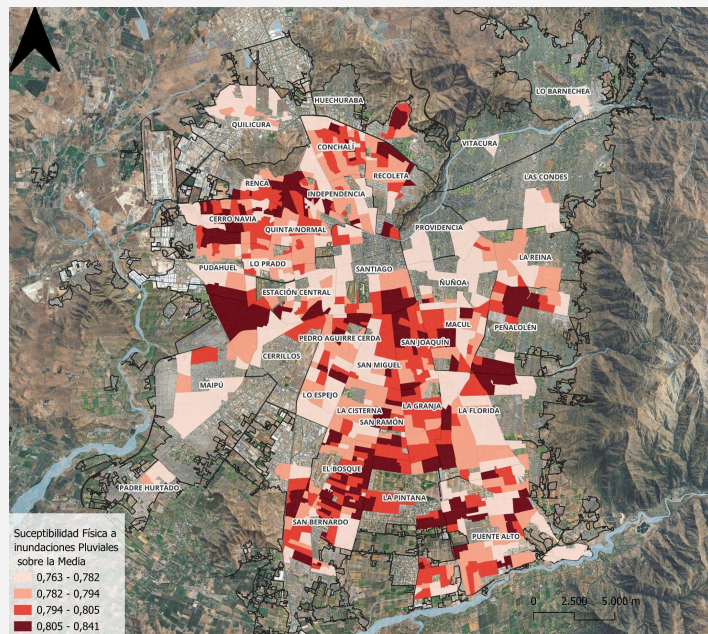 HUECHURABA
LO BARNECHEA
QUILICURA
CONCHALÍ
VITACURA
RECOLETA
LAS CONDES
RENCA
INDEPENDENCIA
CERRO NAVIA
QUINTA NORMAL
PROVIDENCIA
LO PRADO
LA REINA
PUDAHUEL
SANTIAGO
ÑUÑOA
ESTACIÓN CENTRAL
MACUL
PEÑALOLÉN
PEDRO AGUIRRE CERDA
SAN JOAQUÍN
CERRILLOS
SAN MIGUEL
MAIPÚ
LO ESPEJO
LA CISTERNA
LA GRANJA
LA FLORIDA
SAN RAMÓN
EL BOSQUE
PADRE HURTADO
LA PINTANA
SAN BERNARDO
PUENTE ALTO
Suceptibilidad Física a
inundaciones Pluviales
sobre la Media
0,763 - 0,782
0,782 - 0,794
0,794 - 0,805
0,805 - 0,841
0 2.500 5.000 m